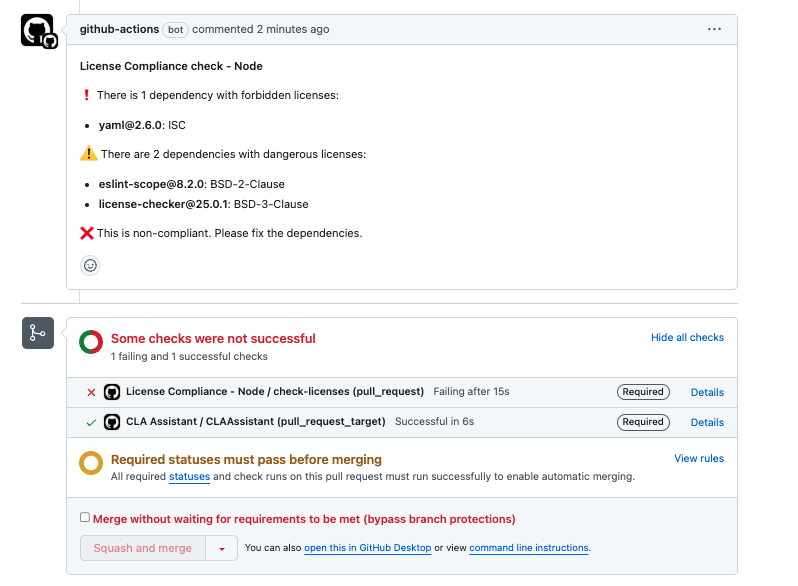 github-actions bot commented 2 minutes ago
License Compliance check - Node
❗ There is 1 dependency with forbidden licenses:
• yaml@2.6.0: ISC
⚠️ There are 2 dependencies with dangerous licenses:
• eslint-scope@8.2.0: BSD-2-Clause
• license-checker@25.0.1: BSD-3-Clause
❌ This is non-compliant. Please fix the dependencies.
Some checks were not successful Hide all checks
1 failing and 1 successful checks
License Compliance - Node / check-licenses (pull_request) Failing after 15s Required Details
CLA Assistant / CLAAssistant (pull_request_target) Successful in 6s Required Details
Required statuses must pass before merging View rules
All required statuses and check runs on this pull request must run successfully to enable automatic merging.
Merge without waiting for requirements to be met (bypass branch protections)
Squash and merge You can also open this in GitHub Desktop or view command line instructions.